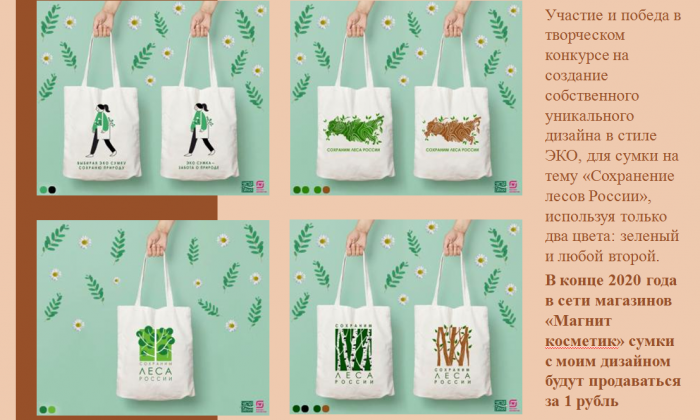 ВЫБИРАЯ ЭКО СУМКУ
СОХРАНЯЮ ПРИРОДУ
ЭКО СУМКА–
ЗАБОТА О ПРИРОДЕ
СОХРАНИМ ЛЕСА РОССИИ
СОХРАНИМ ЛЕСА РОССИИ
СОХРАНИМ
ЛЕСА
РОССИИ
СОХРАНИМ
ЛЕСА
РОССИИ
СОХРАНИМ
ЛЕСА
РОССИИ
Участие и победа в
творческом
конкурсе на
создание
собственного
уникального
дизайна в стиле
ЭКО, для сумки на
тему «Сохранение
лесов России»,
используя только
два цвета: зеленый
и любой второй.
В конце 2020 года
в сети магазинов
«Магнит
косметик» сумки
с моим дизайном
будут продаваться
за 1 рубль